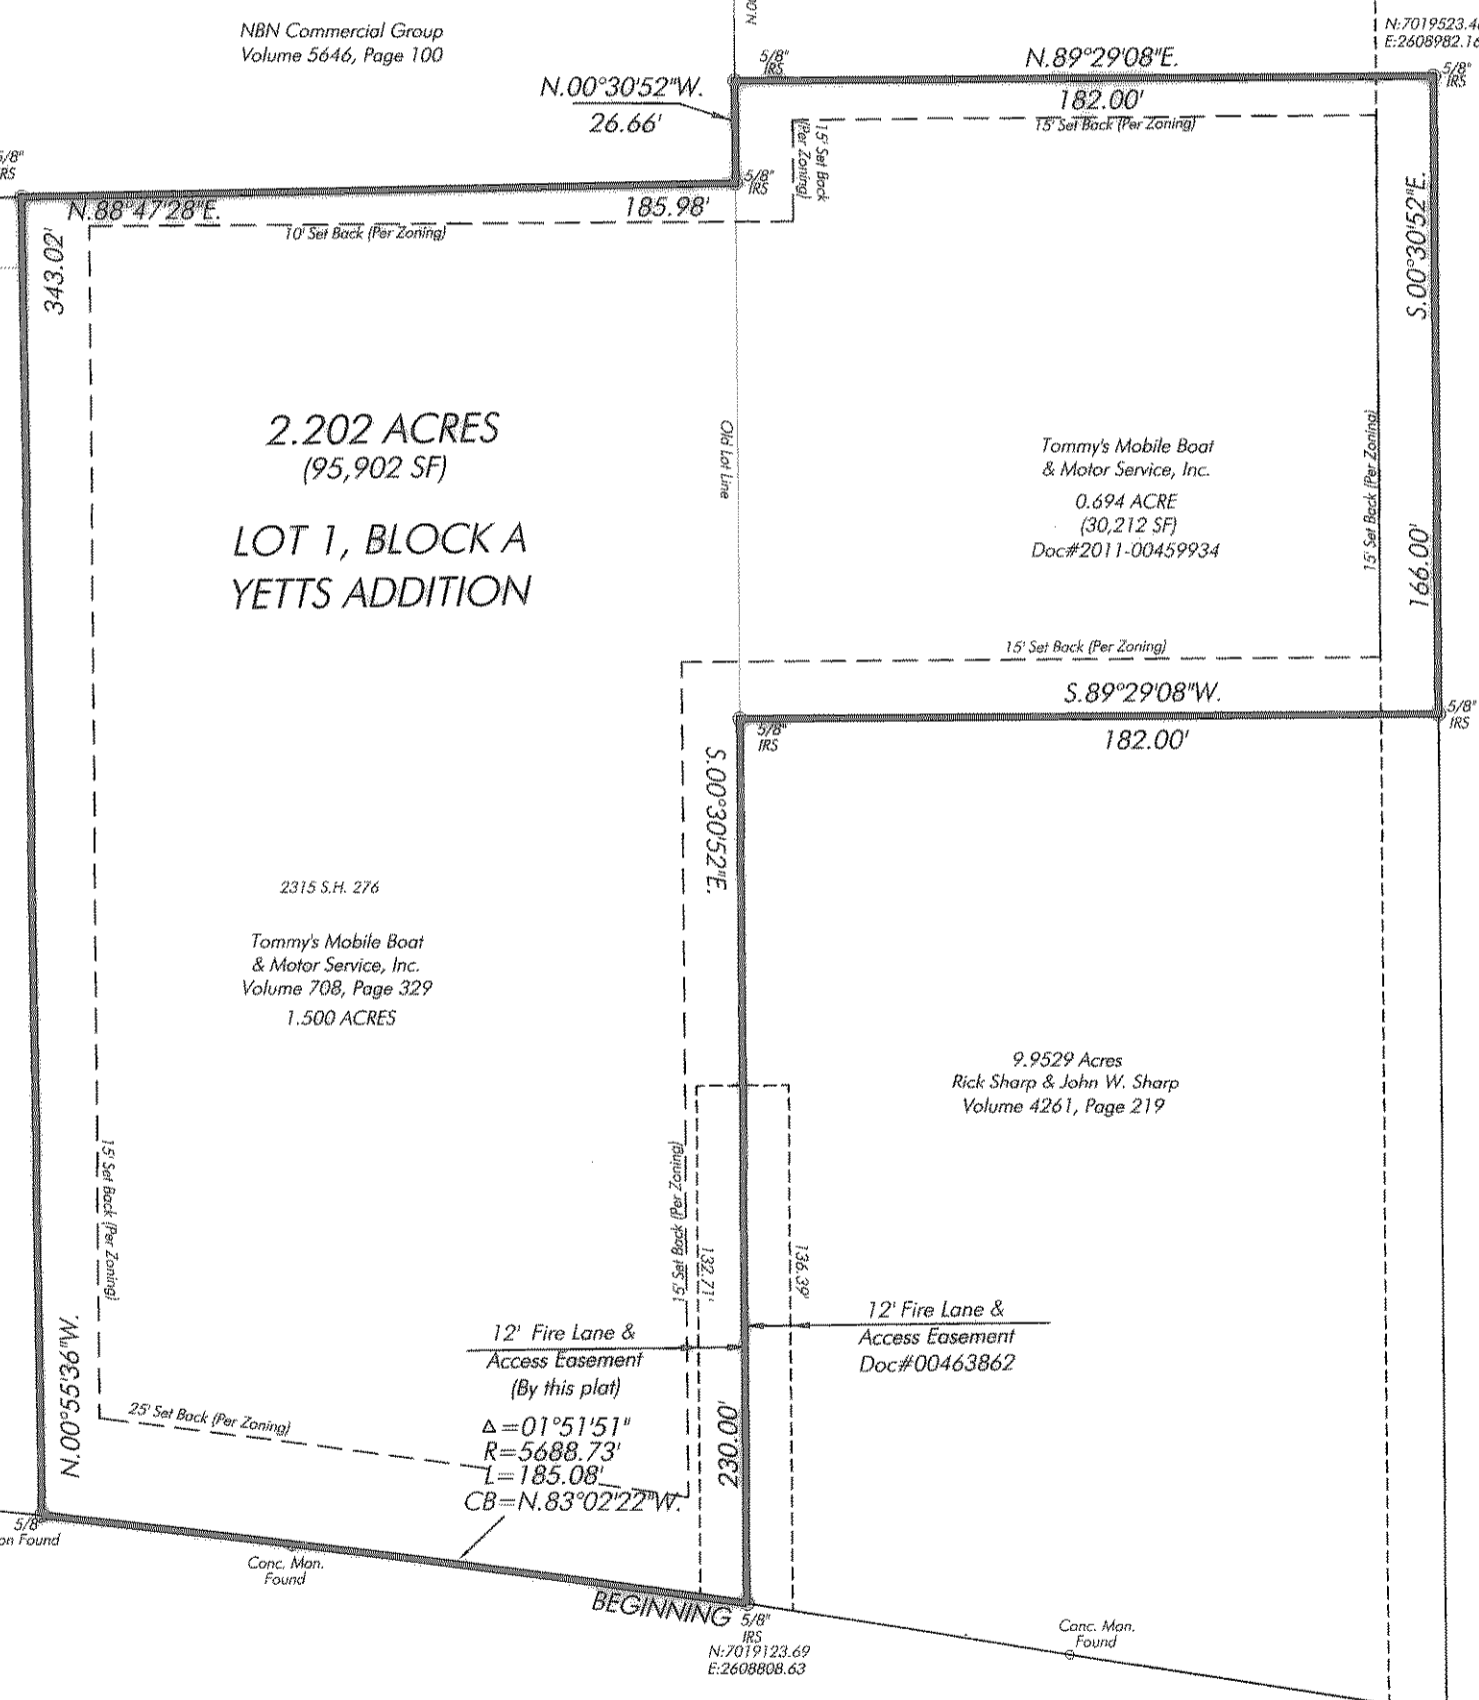 NBN Commercial Group
Volume 5646, Page 100
N:7019523.4
E:2608982.16
5/8"
IRS
N.89°29'08"E.
182.00'
5/8"
IRS
N.00°30'52"W.
26.66'
15' Set Back (Per Zoning)
15' Set Back
(Per Zoning)
5/8"
IRS
5/8"
IRS
N.88°47'28"E.
185.98'
10' Set Back (Per Zoning)
343.02'
S.00°30'52"E.
166.00'
2.202 ACRES
(95,902 SF)
LOT 1, BLOCK A
YETTS ADDITION
Old Lot Line
Tommy's Mobile Boat
& Motor Service, Inc.
0.694 ACRE
(30,212 SF)
Doc#2011-00459934
15' Set Back (Per Zoning)
15' Set Back (Per Zoning)
S.89°29'08"W.
182.00'
5/8"
IRS
5/8"
IRS
S.00°30'52"E.
2315 S.H. 276
Tommy's Mobile Boat
& Motor Service, Inc.
Volume 708, Page 329
1.500 ACRES
9.9529 Acres
Rick Sharp & John W. Sharp
Volume 4261, Page 219
15' Set Back (Per Zoning)
15' Set Back (Per Zoning)
132.71'
136.39'
12' Fire Lane &
Access Easement
(By this plat)
12' Fire Lane &
Access Easement
Doc#00463862
N.00°55'36"W.
25' Set Back (Per Zoning)
Δ=01°51'51"
R=5688.73'
L=185.08'
CB=N.83°02'22"W.
230.00'
5/8"
on Found
Conc. Mon.
Found
BEGINNING
5/8"
IRS
N:7019123.69
E:2608808.63
Conc. Mon.
Found